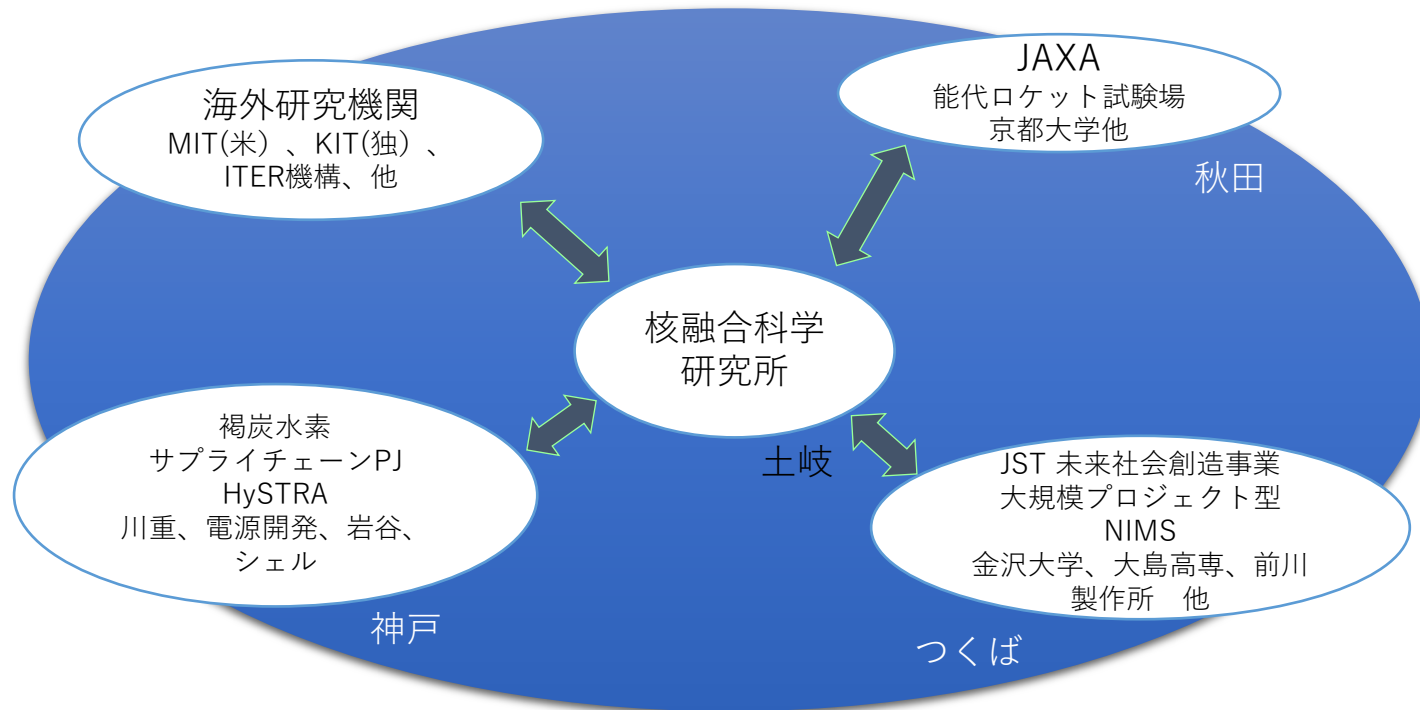 海外研究機関
MIT(米）、KIT(独）、
ITER機構、他
JAXA
能代ロケット試験場
京都大学他
秋田
核融合科学
研究所
土岐
褐炭水素
サプライチェーンPJ
HySTRA
川重、電源開発、岩谷、
シェル
神戸
JST 未来社会創造事業
大規模プロジェクト型
NIMS
金沢大学、大島高専、前川
製作所　他
つくば